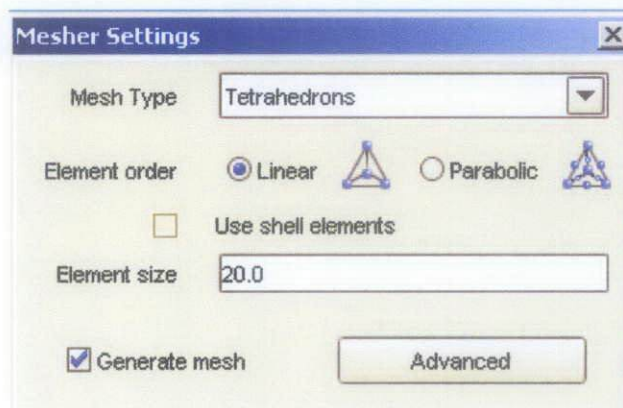 Mesher Settings
Mesh Type Tetrahedrons
Element order Linear Parabolic
Use shell elements
Element size 20.0
Generate mesh Advanced